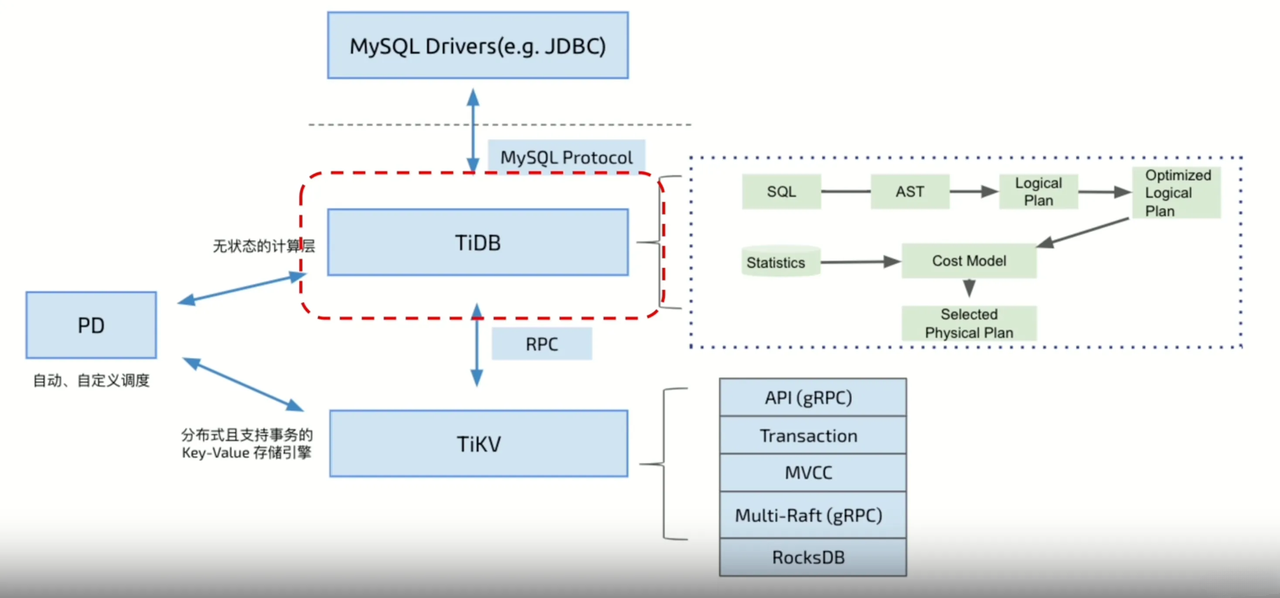 MySQL Drivers(e.g. JDBC)
MySQL Protocol
TiDB
无状态的计算层
PD
自动、自定义调度
RPC
分布式且支持事务的
Key-Value 存储引擎
TiKV
SQL
AST
Logical
Plan
Optimized
Logical
Plan
Statistics
Cost Model
Selected
Physical Plan
API (gRPC)
Transaction
MVCC
Multi-Raft (gRPC)
RocksDB